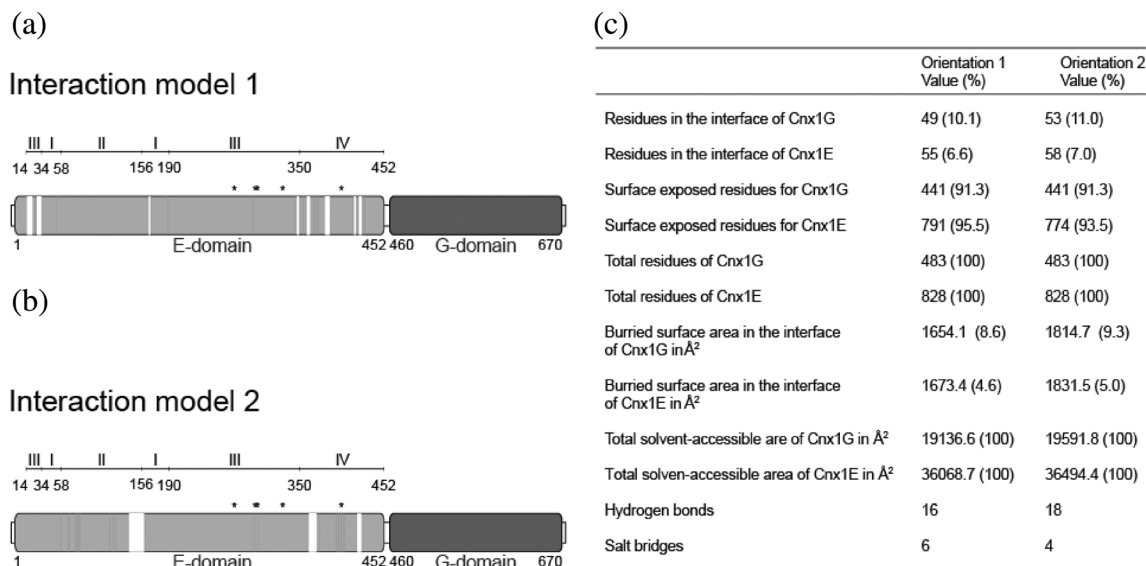 (a)
Interaction model 1
III I II I III IV
14 34 58 156 190 350 452
* ** * *
1 E-domain 452 460 G-domain 670
(b)
Interaction model 2
III I II I III IV
14 34 58 156 190 350 452
* ** * *
1 E-domain 452 460 G-domain 670
(c)
Orientation 1 Orientation 2
Value (%) Value (%)
Residues in the interface of Cnx1G 49 (10.1) 53 (11.0)
Residues in the interface of Cnx1E 55 (6.6) 58 (7.0)
Surface exposed residues for Cnx1G 441 (91.3) 441 (91.3)
Surface exposed residues for Cnx1E 791 (95.5) 774 (93.5)
Total residues of Cnx1G 483 (100) 483 (100)
Total residues of Cnx1E 828 (100) 828 (100)
Burried surface area in the interface 1654.1 (8.6) 1814.7 (9.3)
of Cnx1G in Å²
Burried surface area in the interface 1673.4 (4.6) 1831.5 (5.0)
of Cnx1E in Å²
Total solvent-accessible are of Cnx1G in Å² 19136.6 (100) 19591.8 (100)
Total solven-accessible area of Cnx1E in Å² 36068.7 (100) 36494.4 (100)
Hydrogen bonds 16 18
Salt bridges 6 4